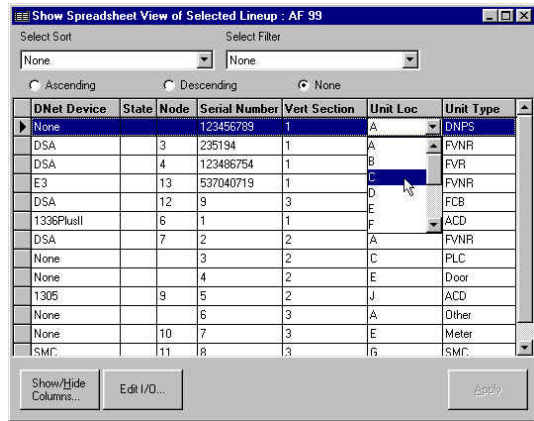 Show Spreadsheet View of Selected Lineup : AF 99
Select Sort Select Filter
None None
Ascending Descending None
DNet Device State Node Serial Number Vert Section Unit Loc Unit Type
None 123456789 1 A DNPS
DSA 3 235194 1 A FVNR
DSA 4 123486754 1 B FVR
E3 13 537040719 1 C FVNR
DSA 12 9 3 D FCB
1336PlusII 6 1 1 E F ACD
DSA 7 2 2 A FVNR
None 3 2 C PLC
None 4 2 E Door
1305 9 5 2 J ACD
None 6 3 A Other
None 10 7 3 E Meter
SMC 11 8 3 G SMC
Show/Hide
Columns...
Edit I/O...
Apply